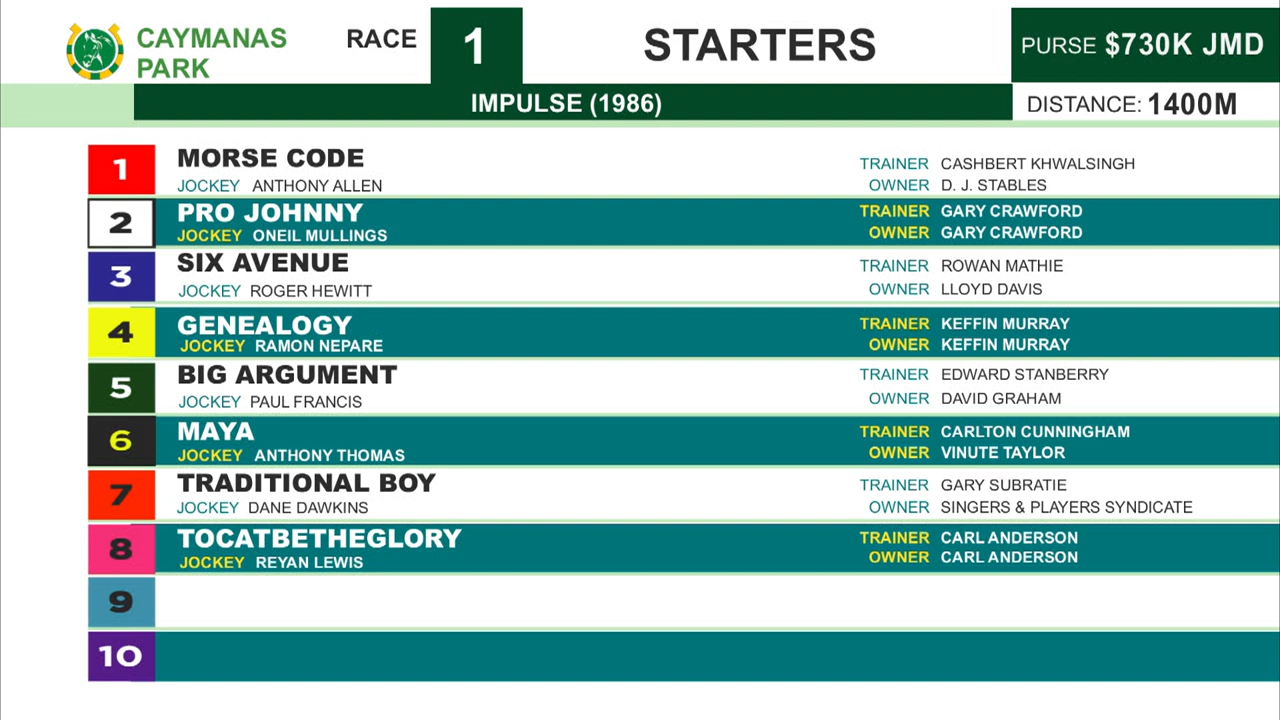 CAYMANAS PARK
RACE 1
STARTERS
PURSE $730K JMD
IMPULSE (1986)
DISTANCE: 1400M
1 MORSE CODE
JOCKEY ANTHONY ALLEN
TRAINER CASHBERT KHWALSINGH
OWNER D. J. STABLES
2 PRO JOHNNY
JOCKEY ONEIL MULLINGS
TRAINER GARY CRAWFORD
OWNER GARY CRAWFORD
3 SIX AVENUE
JOCKEY ROGER HEWITT
TRAINER ROWAN MATHIE
OWNER LLOYD DAVIS
4 GENEALOGY
JOCKEY RAMON NEPARE
TRAINER KEFFIN MURRAY
OWNER KEFFIN MURRAY
5 BIG ARGUMENT
JOCKEY PAUL FRANCIS
TRAINER EDWARD STANBERRY
OWNER DAVID GRAHAM
6 MAYA
JOCKEY ANTHONY THOMAS
TRAINER CARLTON CUNNINGHAM
OWNER VINUTE TAYLOR
7 TRADITIONAL BOY
JOCKEY DANE DAWKINS
TRAINER GARY SUBRATIE
OWNER SINGERS & PLAYERS SYNDICATE
8 TOCATBETHEGLORY
JOCKEY REYAN LEWIS
TRAINER CARL ANDERSON
OWNER CARL ANDERSON
9
10